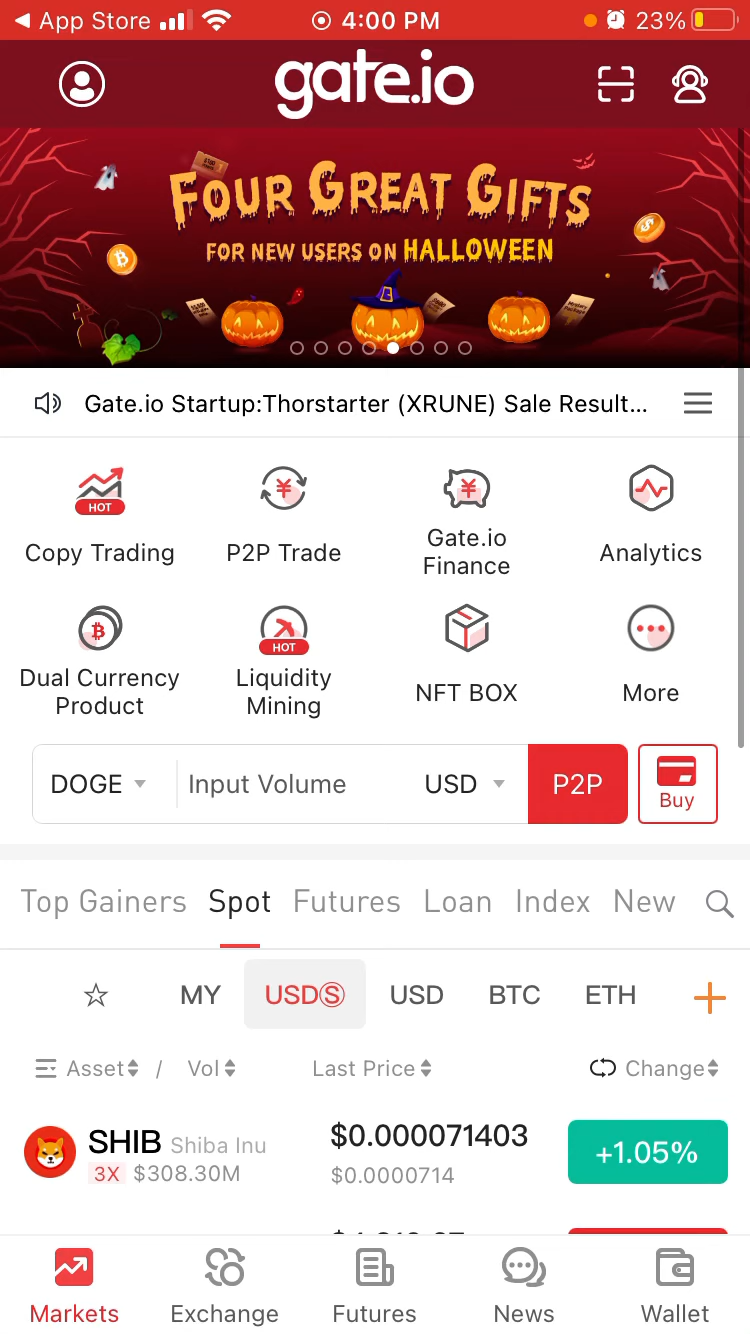 App Store
4:00 PM
23%
gate.io
FOUR GREAT GIFTS
FOR NEW USERS ON HALLOWEEN
Gate.io Startup:Thorstarter (XRUNE) Sale Result...
HOT
Copy Trading
P2P Trade
Gate.io
Finance
Analytics
Dual Currency
Product
HOT
Liquidity
Mining
NFT BOX
More
DOGE
Input Volume
USD
P2P
Buy
Top Gainers Spot Futures Loan Index New
MY USDⓈ USD BTC ETH
Asset / Vol Last Price Change
SHIB Shiba Inu $0.000071403 +1.05%
3X $308.30M $0.0000714
Markets Exchange Futures News Wallet